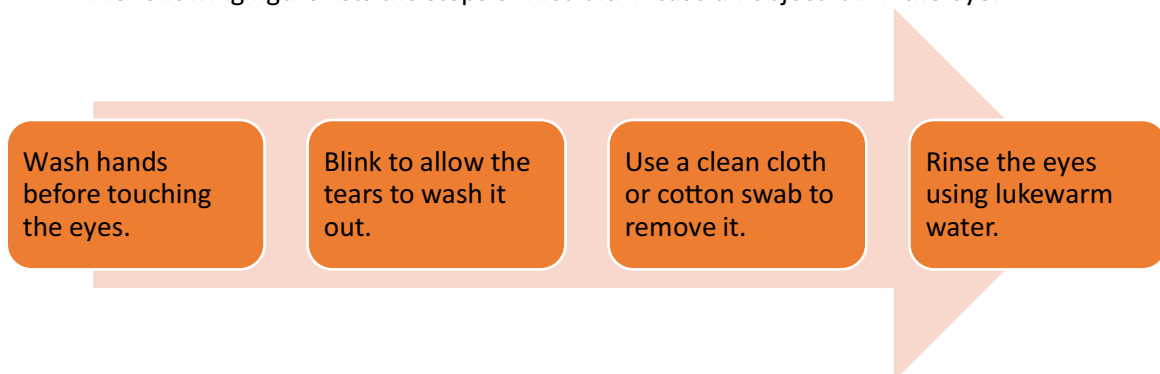 Wash hands
before touching
the eyes.
Blink to allow the
tears to wash it
out.
Use a clean cloth
or cotton swab to
remove it.
Rinse the eyes
using lukewarm
water.